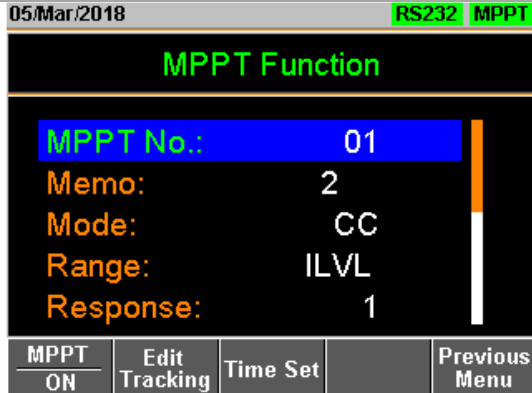 05/Mar/2018 RS232 MPPT
MPPT Function
MPPT No.: 01
Memo: 2
Mode: CC
Range: ILVL
Response: 1
MPPT ON Edit Tracking Time Set Previous Menu